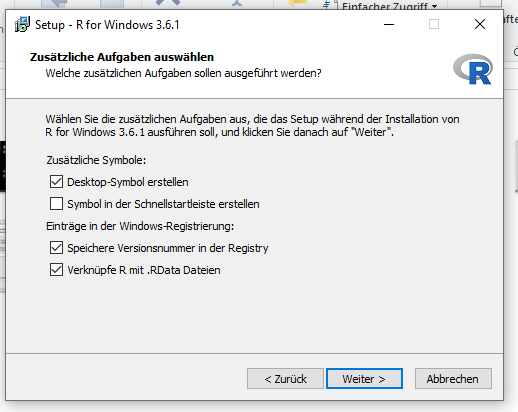 Einfacher Zugriff
Setup - R for Windows 3.6.1
Zusätzliche Aufgaben auswählen
Welche zusätzlichen Aufgaben sollen ausgeführt werden?
R
Wählen Sie die zusätzlichen Aufgaben aus, die das Setup während der Installation von
R for Windows 3.6.1 ausführen soll, und klicken Sie danach auf "Weiter".
Zusätzliche Symbole:
Desktop-Symbol erstellen
Symbol in der Schnellstartleiste erstellen
Einträge in der Windows-Registrierung:
Speichere Versionsnummer in der Registry
Verknüpfe R mit .RData Dateien
< Zurück
Weiter >
Abbrechen